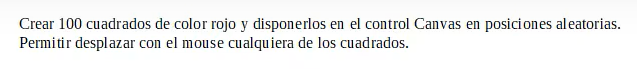 Crear 100 cuadrados de color rojo y disponerlos en el control Canvas en posiciones aleatorias.
Permitir desplazar con el mouse cualquiera de los cuadrados.